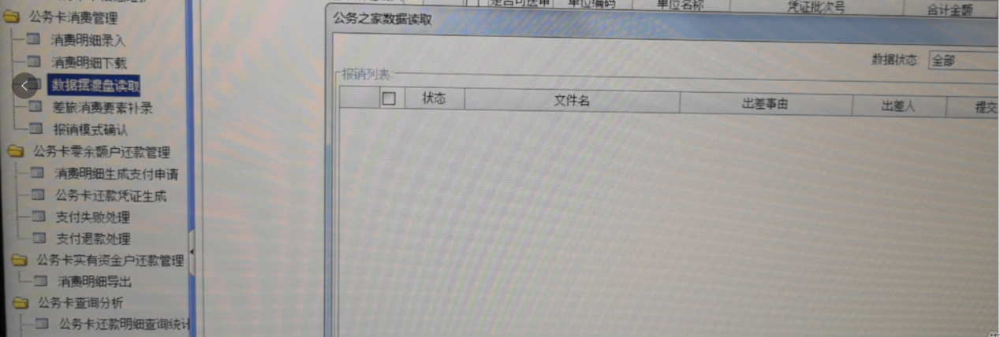 公务卡消费管理
消费明细录入
消费明细下载
数据摆渡盘读取
差旅消费要素补录
报销模式确认
公务卡零余额户还款管理
消费明细生成支付申请
公务卡还款凭证生成
支付失败处理
支付退款处理
公务卡实有资金户还款管理
消费明细导出
公务卡查询分析
公务卡还款明细查询统计
是否可送审 单位编码 单位名称 凭证批次号 合计金额
公务之家数据读取
数据状态 全部
报销列表:
状态 文件名 出差事由 出差人 提交